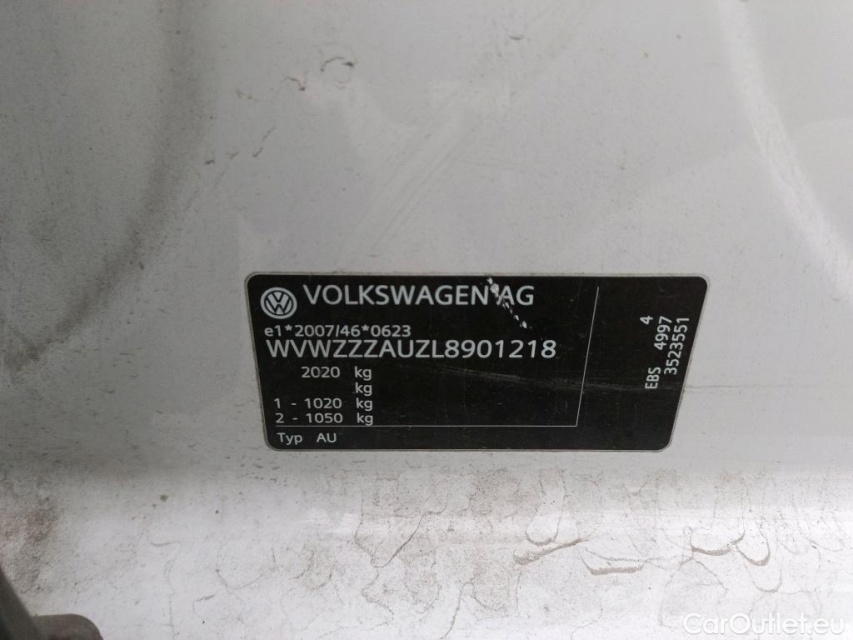 VOLKSWAGEN AG
e1*2007/46*0623
WVWZZZAUZL8901218
2020 kg
kg
1 - 1020 kg
2 - 1050 kg
Typ AU
4
EBS 4997
3523551
CarOutlet.eu